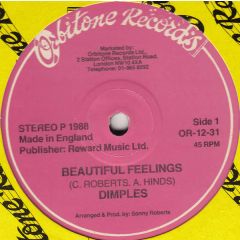 Orbitone Records
Marketed by:
Orbitone Records Ltd.,
2 Station Offices, Station Road,
London NW10 4XA
Telephone: 01-965 8292
STEREO P 1988
Made in England
Publisher: Reward Music Ltd.
Side 1
OR-12-31
45 RPM
BEAUTIFUL FEELINGS
(C. ROBERTS. A. HINDS)
DIMPLES
Arranged & Prod. by Sonny Roberts